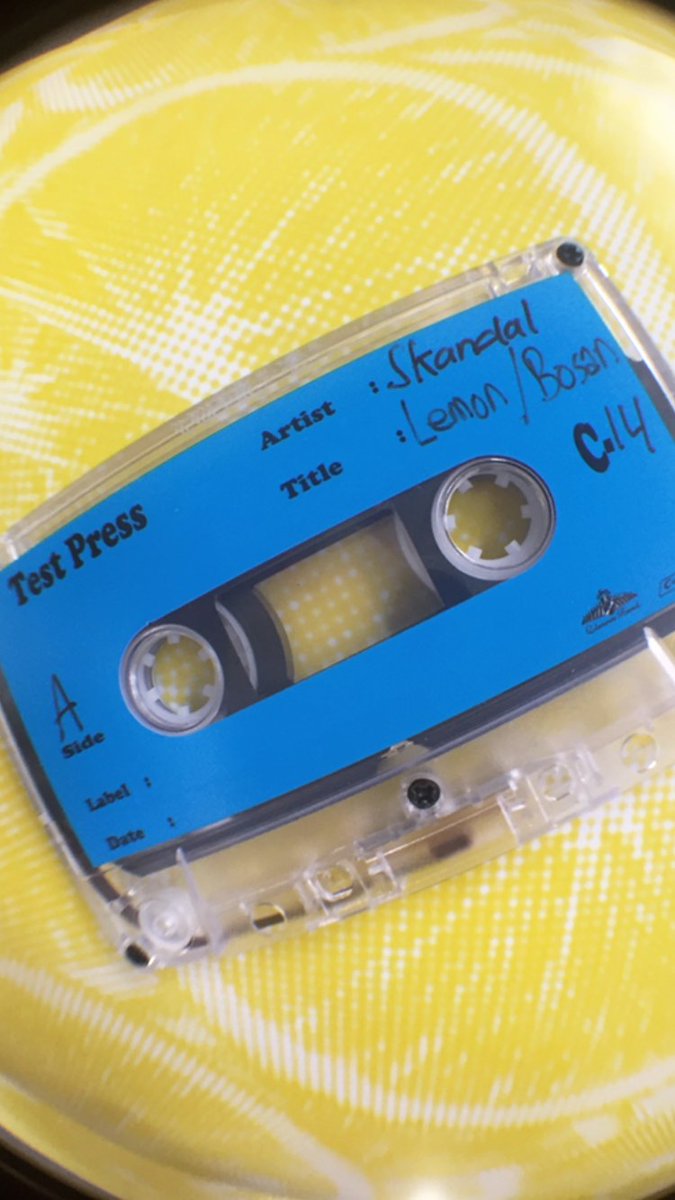 Test Press
Artist : Skandal
Title : Lemon/Bosan
C-14
A
Side
Label :
Date :